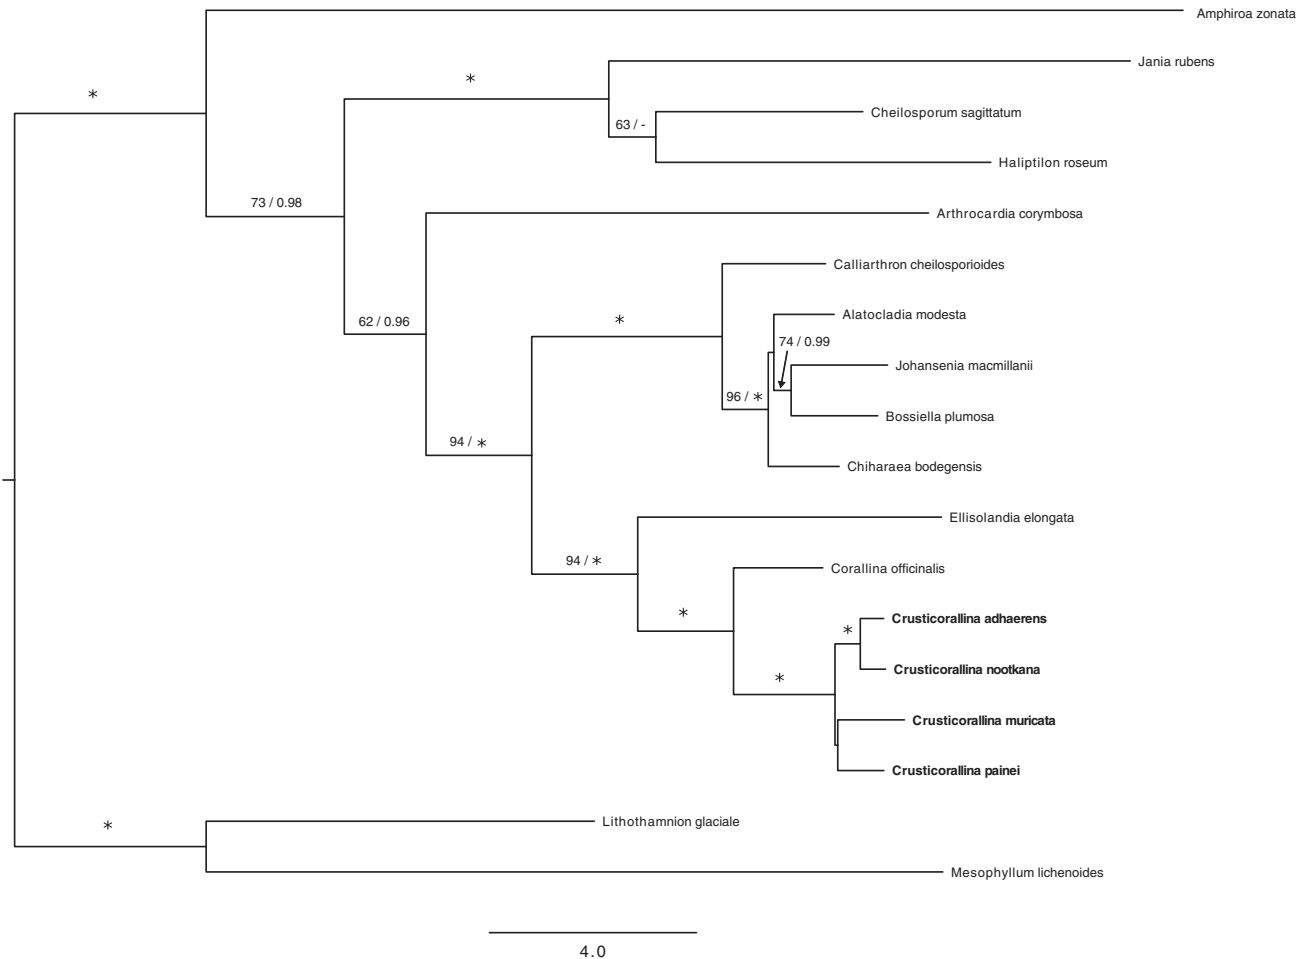 Amphiroa zonata
Jania rubens
*
*
Cheilosporum sagittatum
63 / -
Haliptilon roseum
73 / 0.98
Arthrocardia corymbosa
Calliarthron cheilosporioides
Alatocladia modesta
62 / 0.96
*
74 / 0.99
Johansenia macmillanii
96 / *
Bossiella plumosa
94 / *
Chiharaea bodegensis
Ellisolandia elongata
94 / *
Corallina officinalis
*
Crusticorallina adhaerens
*
Crusticorallina nootkana
*
Crusticorallina muricata
Crusticorallina painei
*
Lithothamnion glaciale
Mesophyllum lichenoides
4.0